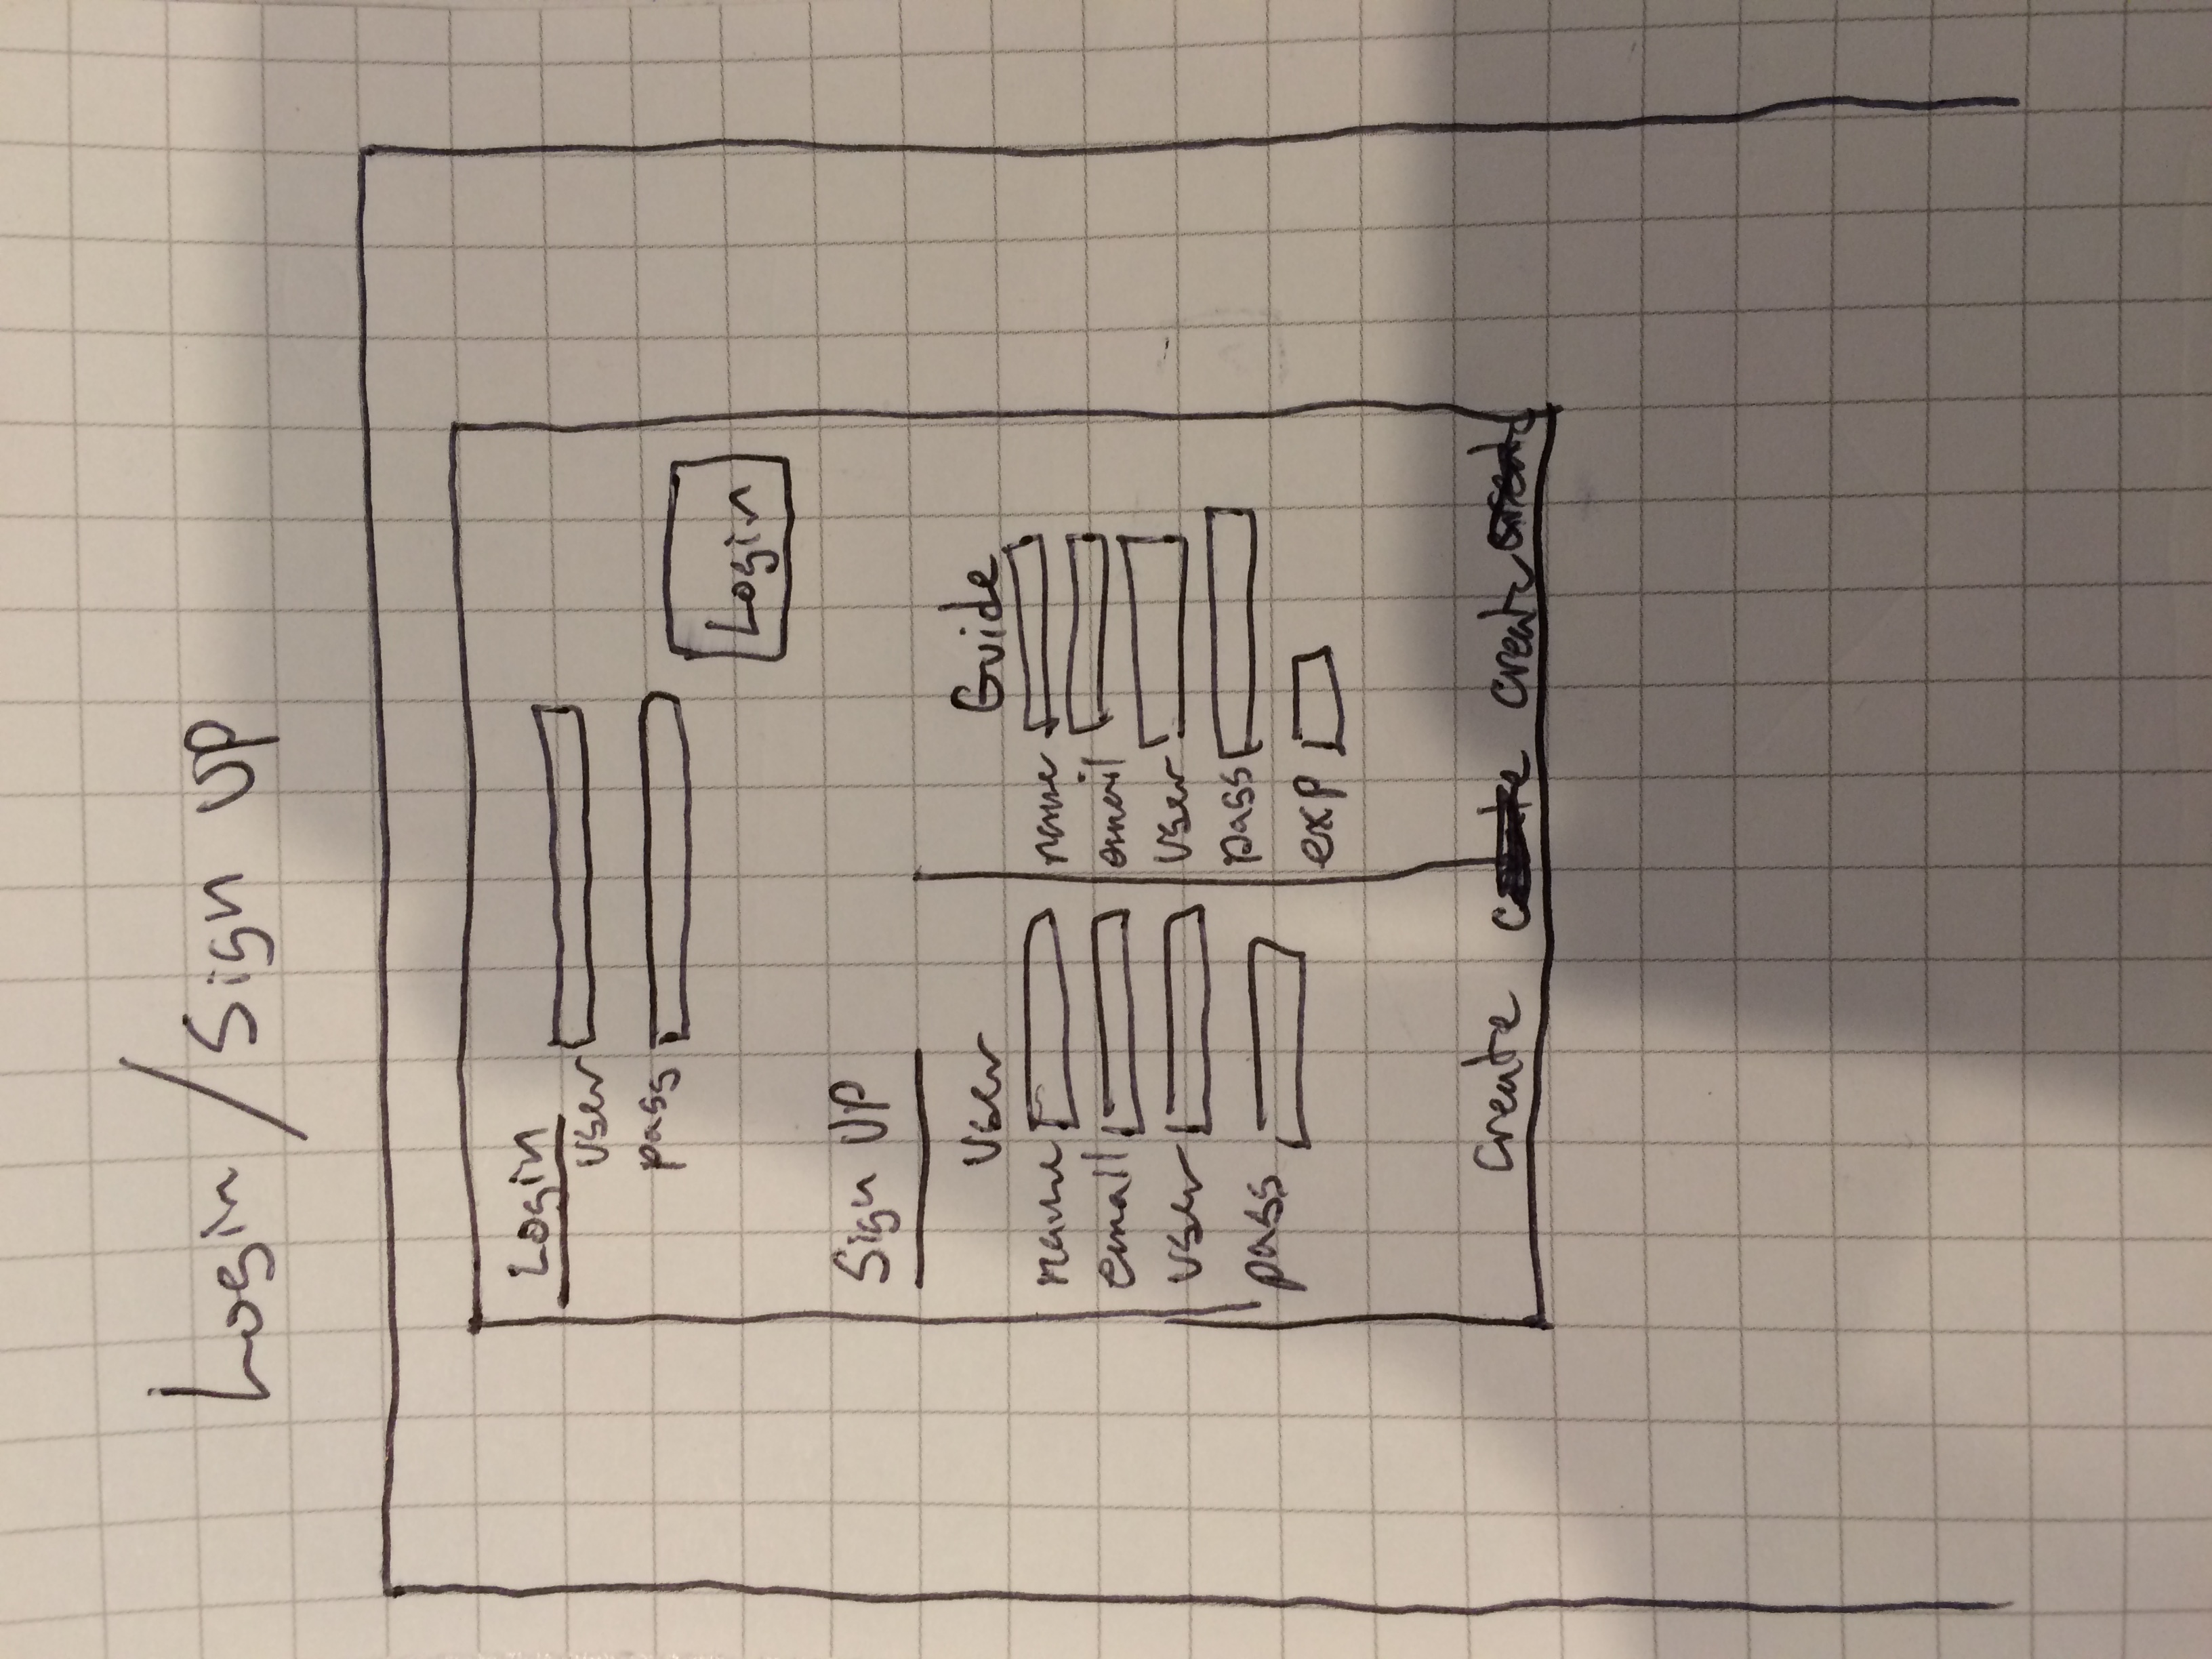 Login / Sign UP
Login
user
pass
Login
Sign UP
User
name
email
user
pass
create
Guide
name
email
user
pass
exp
create